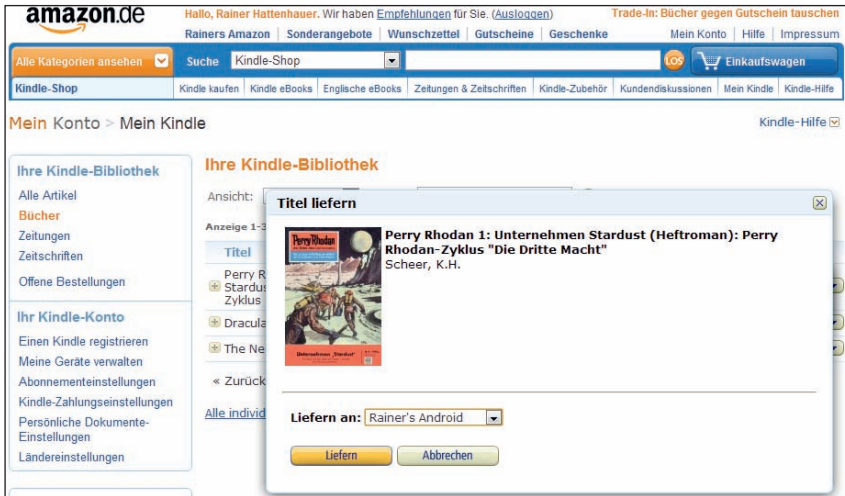 amazon.de
Hallo, Rainer Hattenhauer. Wir haben Empfehlungen für Sie. (Ausloggen)
Trade-In: Bücher gegen Gutschein tauschen
Rainers Amazon | Sonderangebote | Wunschzettel | Gutscheine | Geschenke
Mein Konto | Hilfe | Impressum
Alle Kategorien ansehen
Suche Kindle-Shop
LOS
Einkaufswagen
Kindle-Shop
Kindle kaufen | Kindle eBooks | Englische eBooks | Zeitungen & Zeitschriften | Kindle-Zubehör | Kundendiskussionen | Mein Kindle | Kindle-Hilfe
Mein Konto > Mein Kindle
Kindle-Hilfe
Ihre Kindle-Bibliothek
Alle Artikel
Bücher
Zeitungen
Zeitschriften
Offene Bestellungen
Ihr Kindle-Konto
Einen Kindle registrieren
Meine Geräte verwalten
Abonnementeinstellungen
Kindle-Zahlungseinstellungen
Persönliche Dokumente-
Einstellungen
Ländereinstellungen
Ihre Kindle-Bibliothek
Ansicht:
Anzeige 1-3
Titel
Perry R
Stardus
Zyklus
Dracula
The Ne
« Zurück
Alle individ
Titel liefern
Perry Rhodan
Unternehmen „Stardust“
Perry Rhodan 1: Unternehmen Stardust (Heftroman): Perry
Rhodan-Zyklus "Die Dritte Macht"
Scheer, K.H.
Liefern an: Rainer's Android
Liefern
Abbrechen